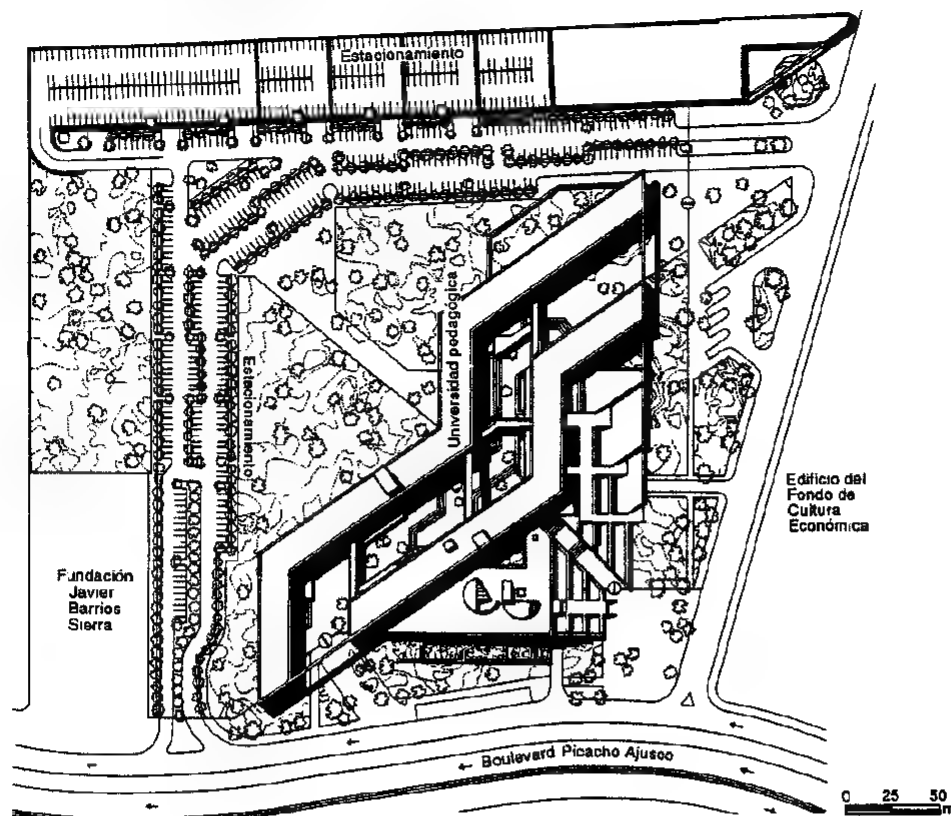 Estacionamiento
Universidad pedagógica
Estacionamiento
Edificio del
Fondo de
Cultura
Económica
Fundación
Javier
Barrios
Sierra
Boulevard Picacho Ajusco
0 25 50
m